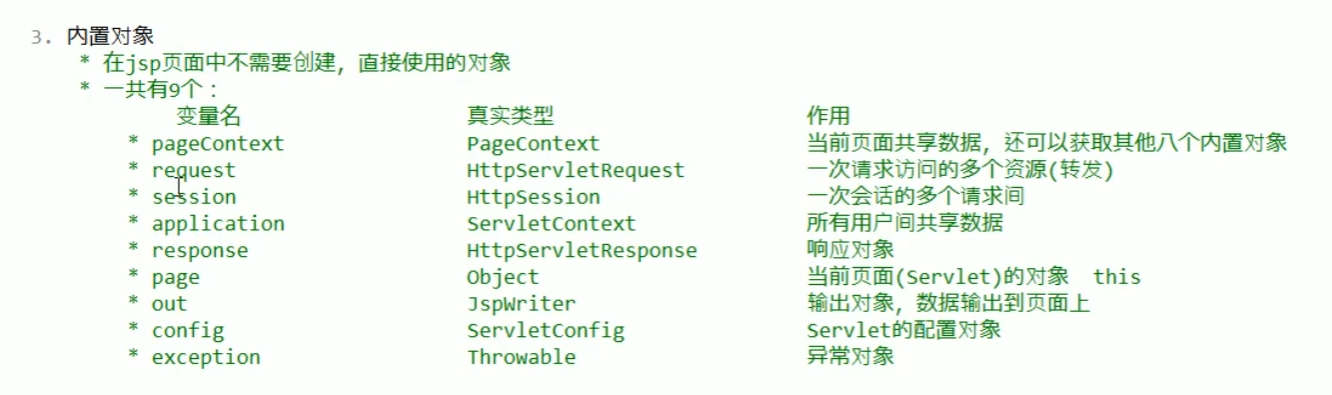 3. 内置对象
* 在jsp页面中不需要创建，直接使用的对象
* 一共有9个：
变量名 真实类型 作用
* pageContext PageContext 当前页面共享数据，还可以获取其他八个内置对象
* request HttpServletRequest 一次请求访问的多个资源(转发)
* session HttpSession 一次会话的多个请求间
* application ServletContext 所有用户间共享数据
* response HttpServletResponse 响应对象
* page Object 当前页面(Servlet)的对象 this
* out JspWriter 输出对象，数据输出到页面上
* config ServletConfig Servlet的配置对象
* exception Throwable 异常对象